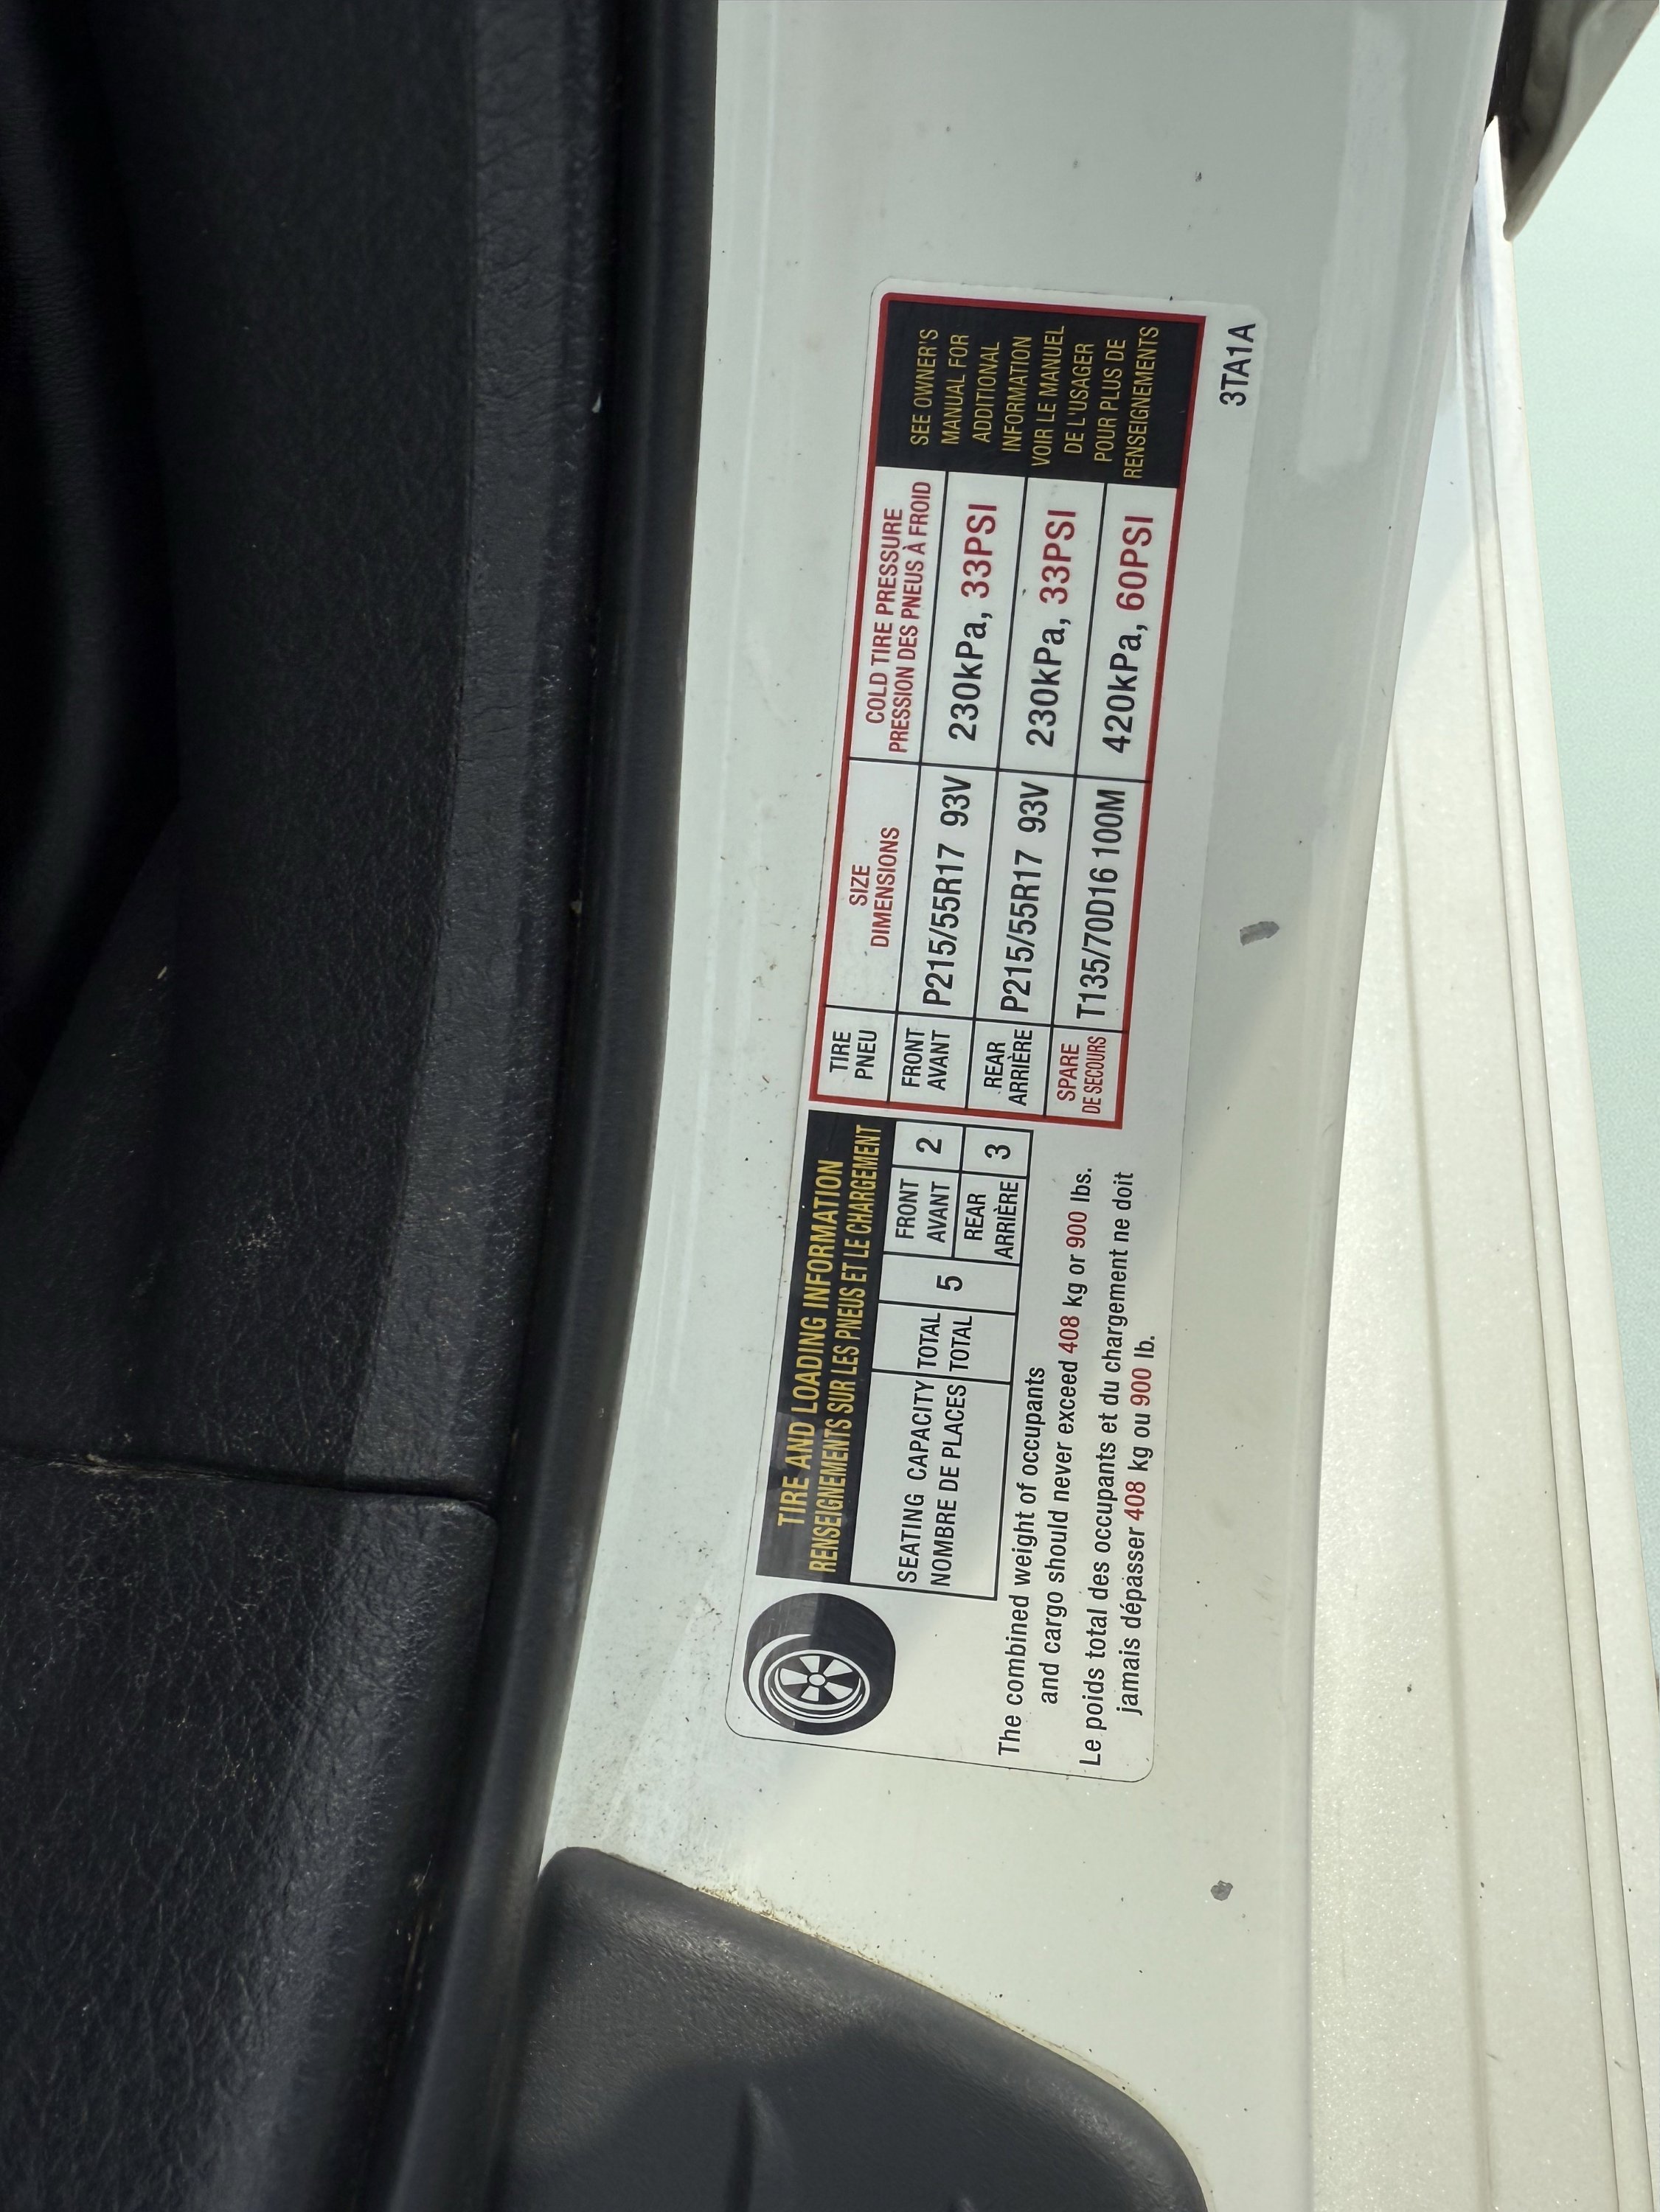 TIRE AND LOADING INFORMATION
RENSEIGNEMENTS SUR LES PNEUS ET LE CHARGEMENT
SEATING CAPACITY
NOMBRE DE PLACES
TOTAL
TOTAL
5
FRONT
AVANT
2
REAR
ARRIÈRE
3
The combined weight of occupants
and cargo should never exceed 408 kg or 900 lbs.
Le poids total des occupants et du chargement ne doit
jamais dépasser 408 kg ou 900 lb.
TIRE
PNEU
SIZE
DIMENSIONS
COLD TIRE PRESSURE
PRESSION DES PNEUS À FROID
FRONT
AVANT
P215/55R17 93V
230kPa, 33PSI
REAR
ARRIÈRE
P215/55R17 93V
230kPa, 33PSI
SPARE
DE SECOURS
T135/70D16 100M
420kPa, 60PSI
SEE OWNER'S
MANUAL FOR
ADDITIONAL
INFORMATION
VOIR LE MANUEL
DE L'USAGER
POUR PLUS DE
RENSEIGNEMENTS
3TA1A